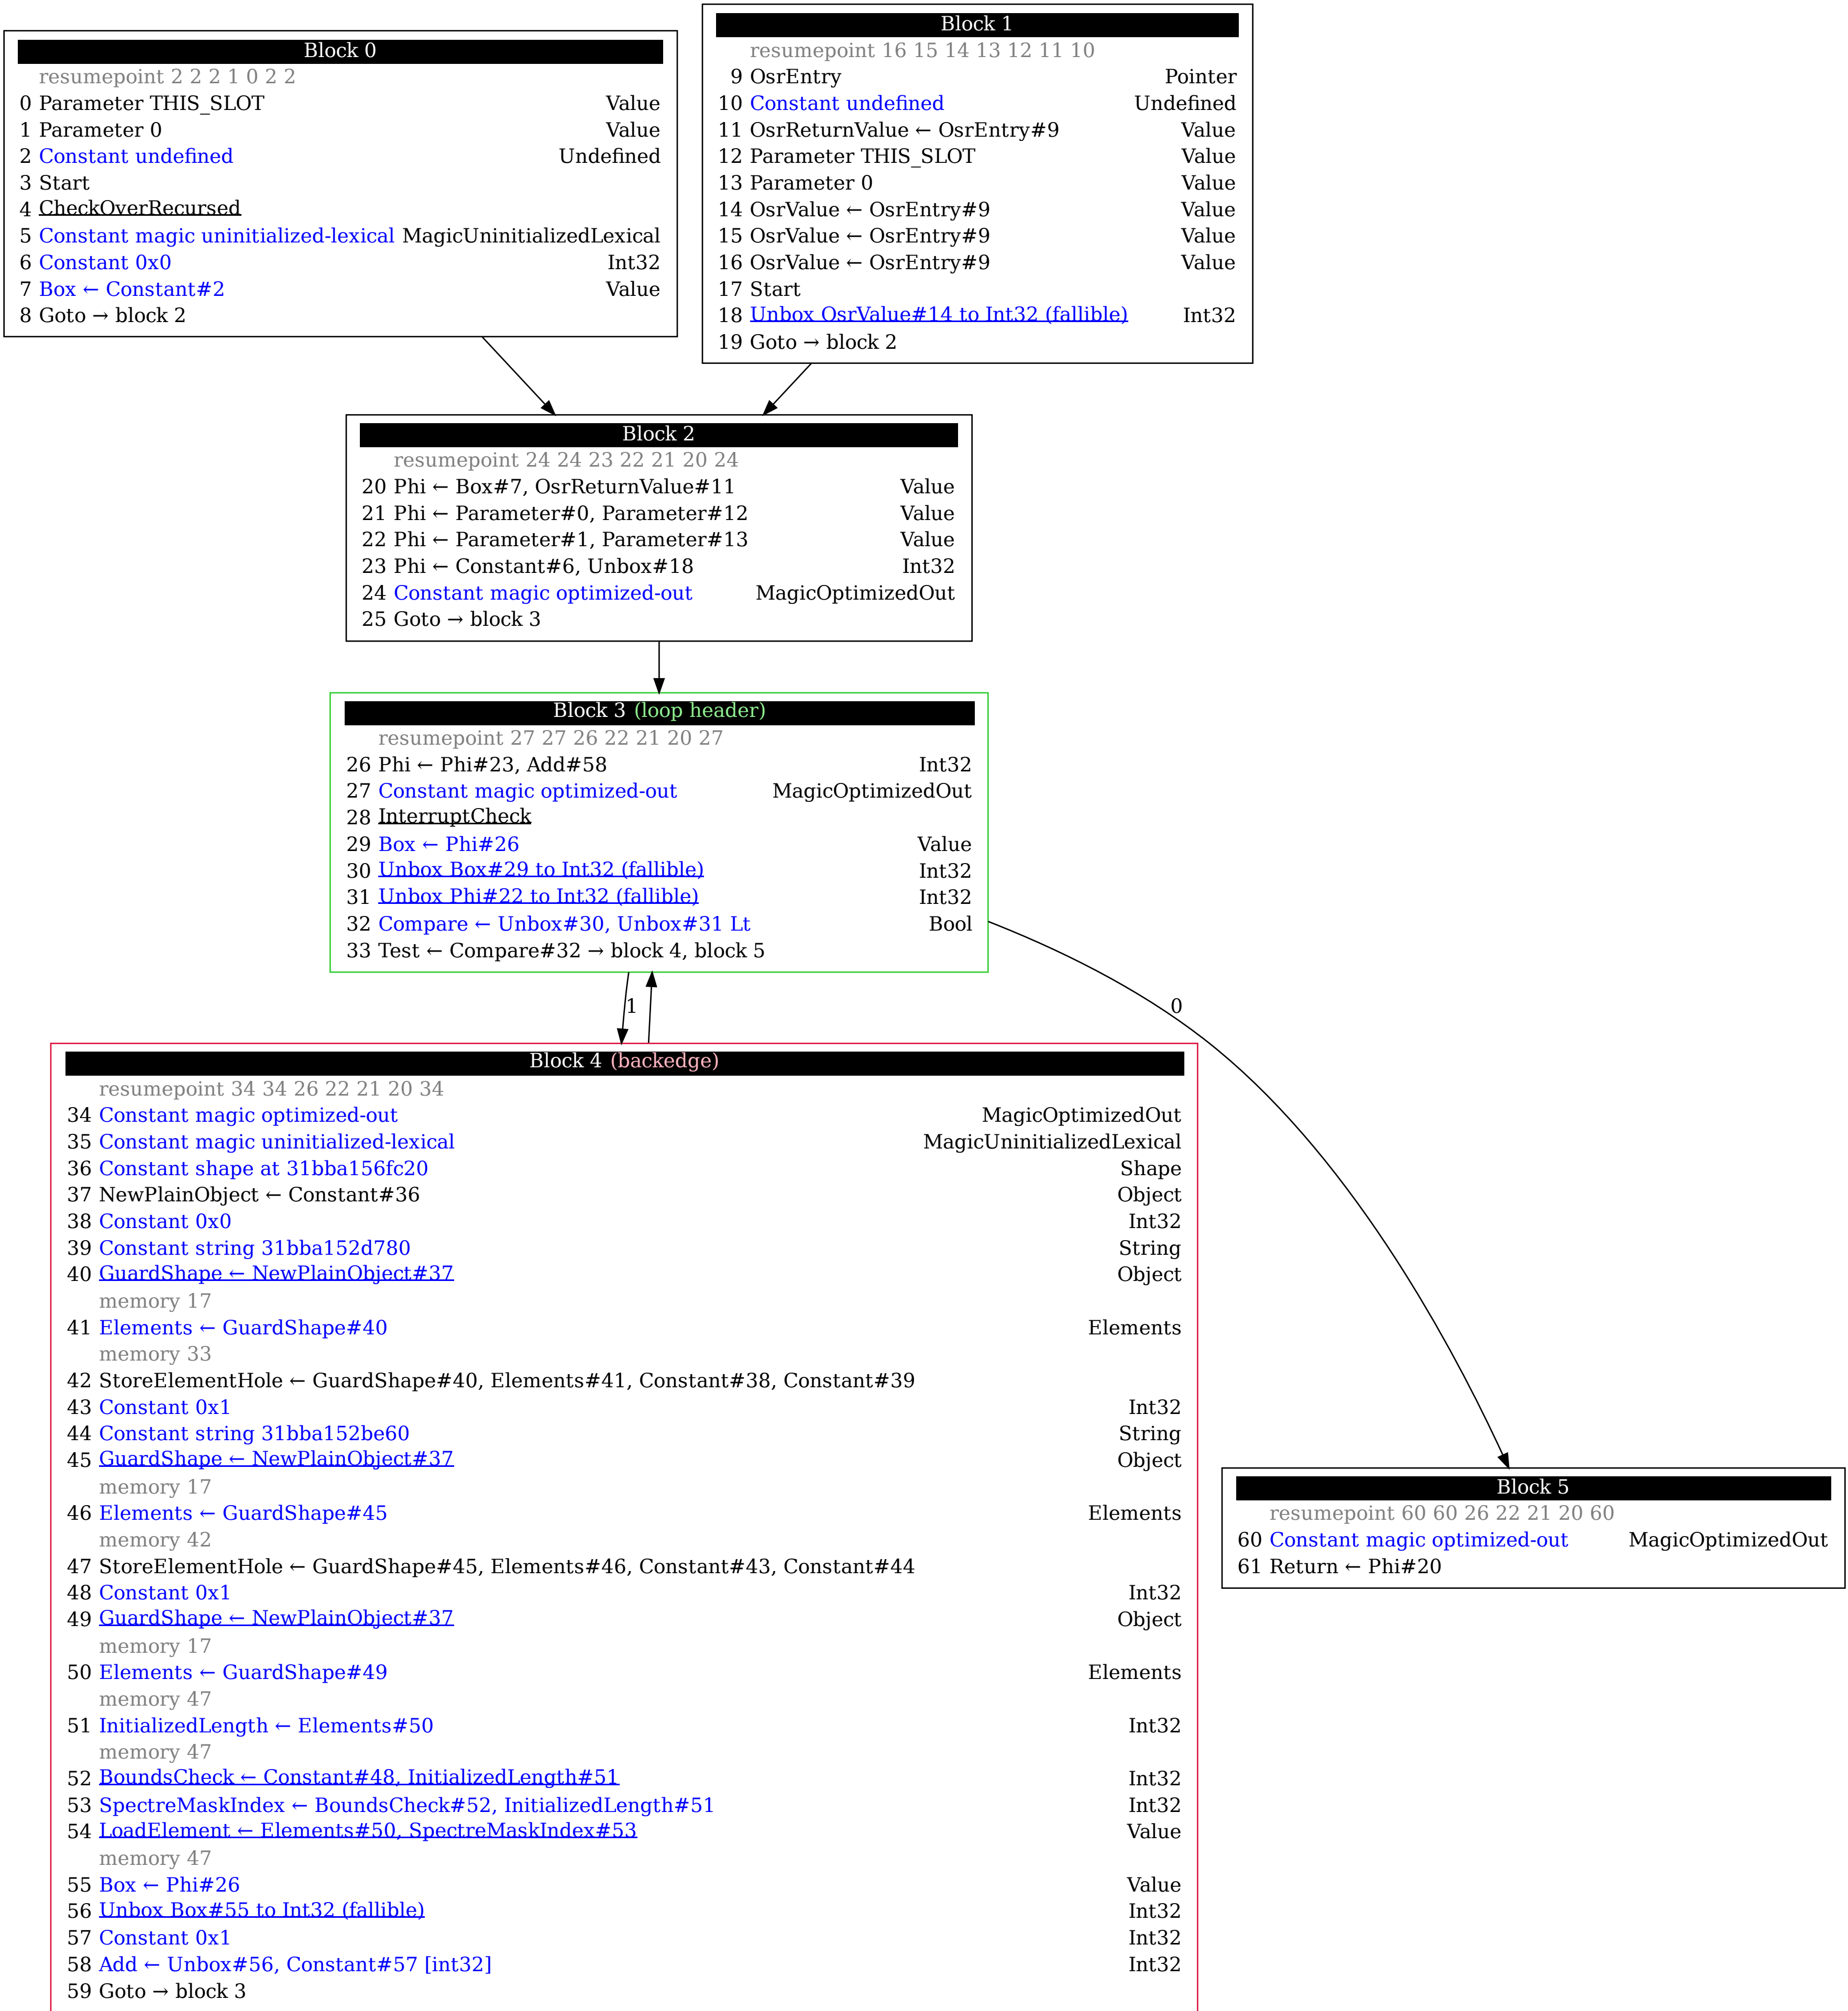 Block 0
resumepoint 2 2 2 1 0 2 2
0 Parameter THIS_SLOT Value
1 Parameter 0 Value
2 Constant undefined Undefined
3 Start
4 CheckOverRecursed
5 Constant magic uninitialized-lexical MagicUninitializedLexical
6 Constant 0x0 Int32
7 Box ← Constant#2 Value
8 Goto → block 2
Block 1
resumepoint 16 15 14 13 12 11 10
9 OsrEntry Pointer
10 Constant undefined Undefined
11 OsrReturnValue ← OsrEntry#9 Value
12 Parameter THIS_SLOT Value
13 Parameter 0 Value
14 OsrValue ← OsrEntry#9 Value
15 OsrValue ← OsrEntry#9 Value
16 OsrValue ← OsrEntry#9 Value
17 Start
18 Unbox OsrValue#14 to Int32 (fallible) Int32
19 Goto → block 2
Block 2
resumepoint 24 24 23 22 21 20 24
20 Phi ← Box#7, OsrReturnValue#11 Value
21 Phi ← Parameter#0, Parameter#12 Value
22 Phi ← Parameter#1, Parameter#13 Value
23 Phi ← Constant#6, Unbox#18 Int32
24 Constant magic optimized-out MagicOptimizedOut
25 Goto → block 3
Block 3 (loop header)
resumepoint 27 27 26 22 21 20 27
26 Phi ← Phi#23, Add#58 Int32
27 Constant magic optimized-out MagicOptimizedOut
28 InterruptCheck
29 Box ← Phi#26 Value
30 Unbox Box#29 to Int32 (fallible) Int32
31 Unbox Phi#22 to Int32 (fallible) Int32
32 Compare ← Unbox#30, Unbox#31 Lt Bool
33 Test ← Compare#32 → block 4, block 5
1
0
Block 4 (backedge)
resumepoint 34 34 26 22 21 20 34
34 Constant magic optimized-out MagicOptimizedOut
35 Constant magic uninitialized-lexical MagicUninitializedLexical
36 Constant shape at 31bba156fc20 Shape
37 NewPlainObject ← Constant#36 Object
38 Constant 0x0 Int32
39 Constant string 31bba152d780 String
40 GuardShape ← NewPlainObject#37 Object
memory 17
41 Elements ← GuardShape#40 Elements
memory 33
42 StoreElementHole ← GuardShape#40, Elements#41, Constant#38, Constant#39
43 Constant 0x1 Int32
44 Constant string 31bba152be60 String
45 GuardShape ← NewPlainObject#37 Object
memory 17
46 Elements ← GuardShape#45 Elements
memory 42
47 StoreElementHole ← GuardShape#45, Elements#46, Constant#43, Constant#44
48 Constant 0x1 Int32
49 GuardShape ← NewPlainObject#37 Object
memory 17
50 Elements ← GuardShape#49 Elements
memory 47
51 InitializedLength ← Elements#50 Int32
memory 47
52 BoundsCheck ← Constant#48, InitializedLength#51 Int32
53 SpectreMaskIndex ← BoundsCheck#52, InitializedLength#51 Int32
54 LoadElement ← Elements#50, SpectreMaskIndex#53 Value
memory 47
55 Box ← Phi#26 Value
56 Unbox Box#55 to Int32 (fallible) Int32
57 Constant 0x1 Int32
58 Add ← Unbox#56, Constant#57 [int32] Int32
59 Goto → block 3
Block 5
resumepoint 60 60 26 22 21 20 60
60 Constant magic optimized-out MagicOptimizedOut
61 Return ← Phi#20